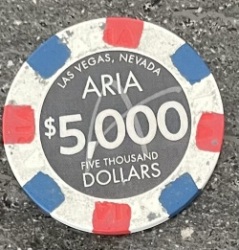 LAS VEGAS, NEVADA
ARIA
$5,000
FIVE THOUSAND
DOLLARS